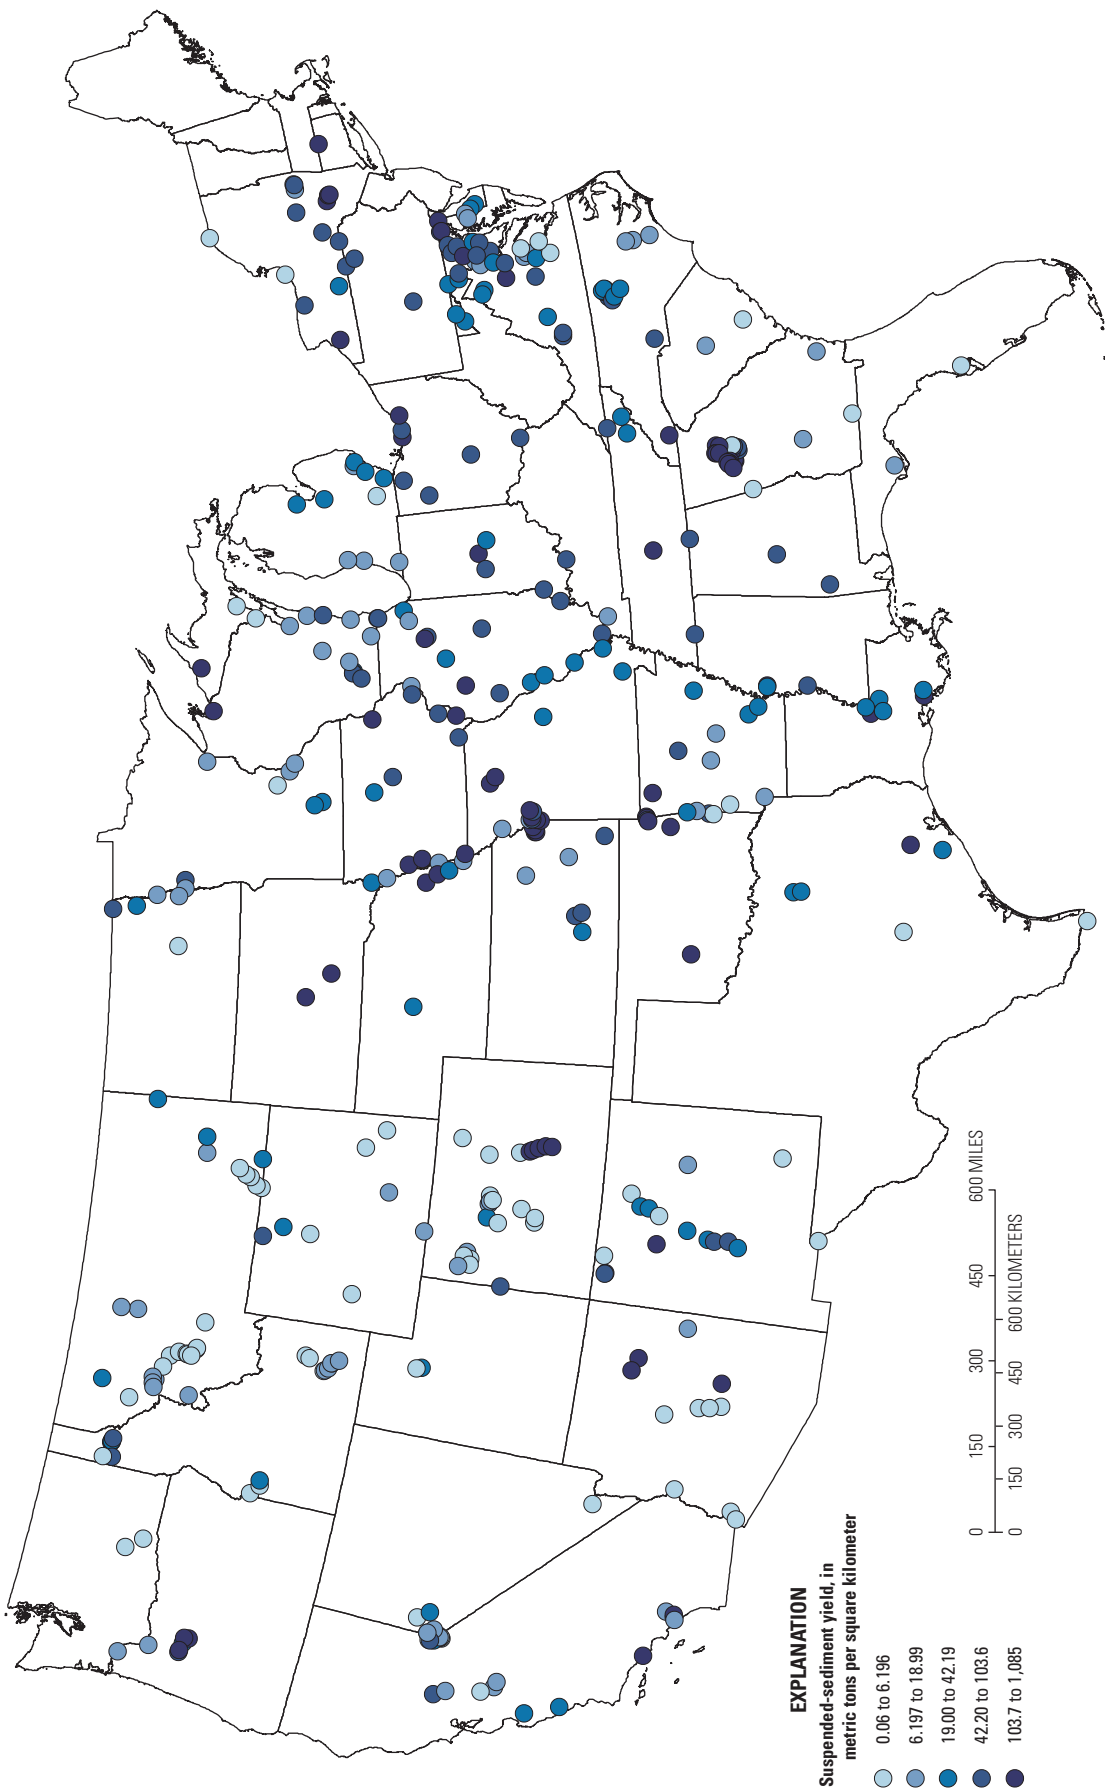 EXPLANATION
Suspended-sediment yield, in
metric tons per square kilometer
0.06 to 6.196
6.197 to 18.99
19.00 to 42.19
42.20 to 103.6
103.7 to 1,085
0 150 300 450 600 MILES
0 150 300 450 600 KILOMETERS